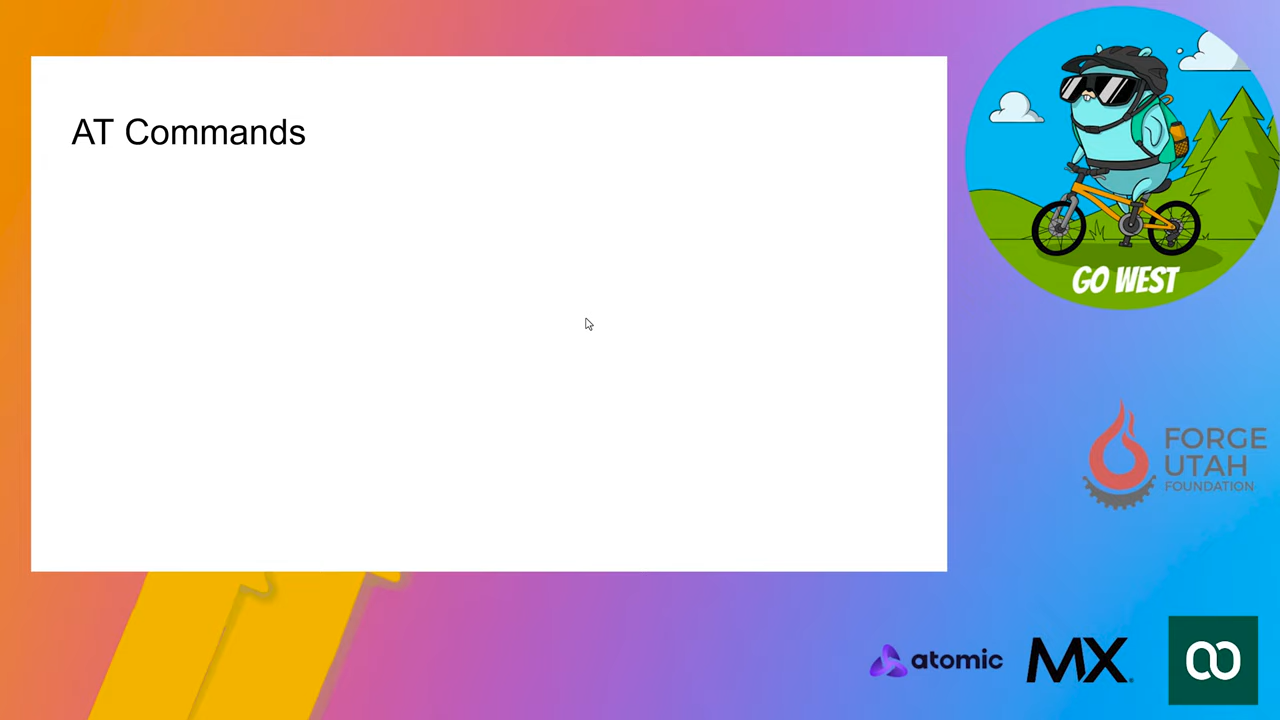 AT Commands
GO WEST
FORGE
UTAH
FOUNDATION
atomic
MX